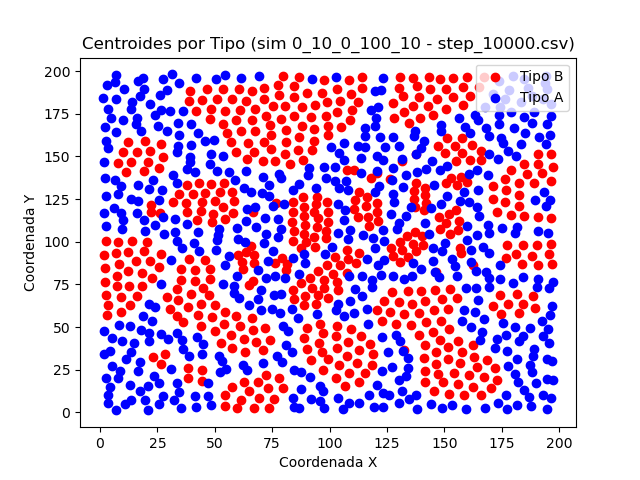 Centroides por Tipo (sim 0_10_0_100_10 - step_10000.csv)
Tipo B
Tipo A
Coordenada Y
200
175
150
125
100
75
50
25
0
0 25 50 75 100 125 150 175 200
Coordenada X